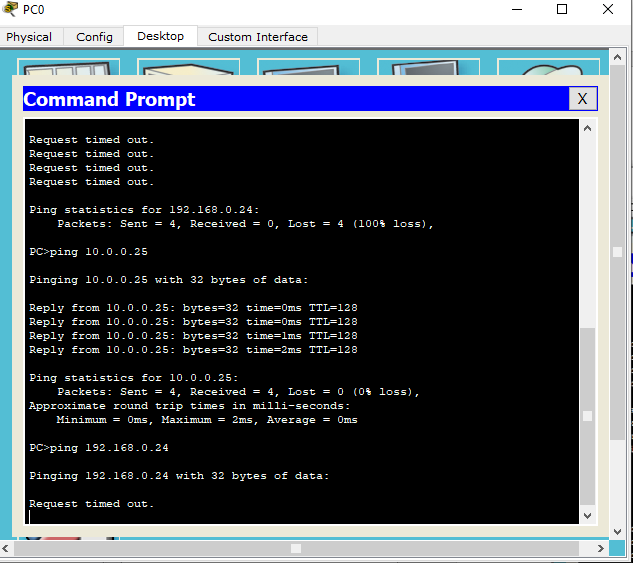 PC0
Physical Config Desktop Custom Interface
Command Prompt X
Request timed out.
Request timed out.
Request timed out.
Request timed out.
Ping statistics for 192.168.0.24:
Packets: Sent = 4, Received = 0, Lost = 4 (100% loss),
PC>ping 10.0.0.25
Pinging 10.0.0.25 with 32 bytes of data:
Reply from 10.0.0.25: bytes=32 time=0ms TTL=128
Reply from 10.0.0.25: bytes=32 time=0ms TTL=128
Reply from 10.0.0.25: bytes=32 time=1ms TTL=128
Reply from 10.0.0.25: bytes=32 time=2ms TTL=128
Ping statistics for 10.0.0.25:
Packets: Sent = 4, Received = 4, Lost = 0 (0% loss),
Approximate round trip times in milli-seconds:
Minimum = 0ms, Maximum = 2ms, Average = 0ms
PC>ping 192.168.0.24
Pinging 192.168.0.24 with 32 bytes of data:
Request timed out.